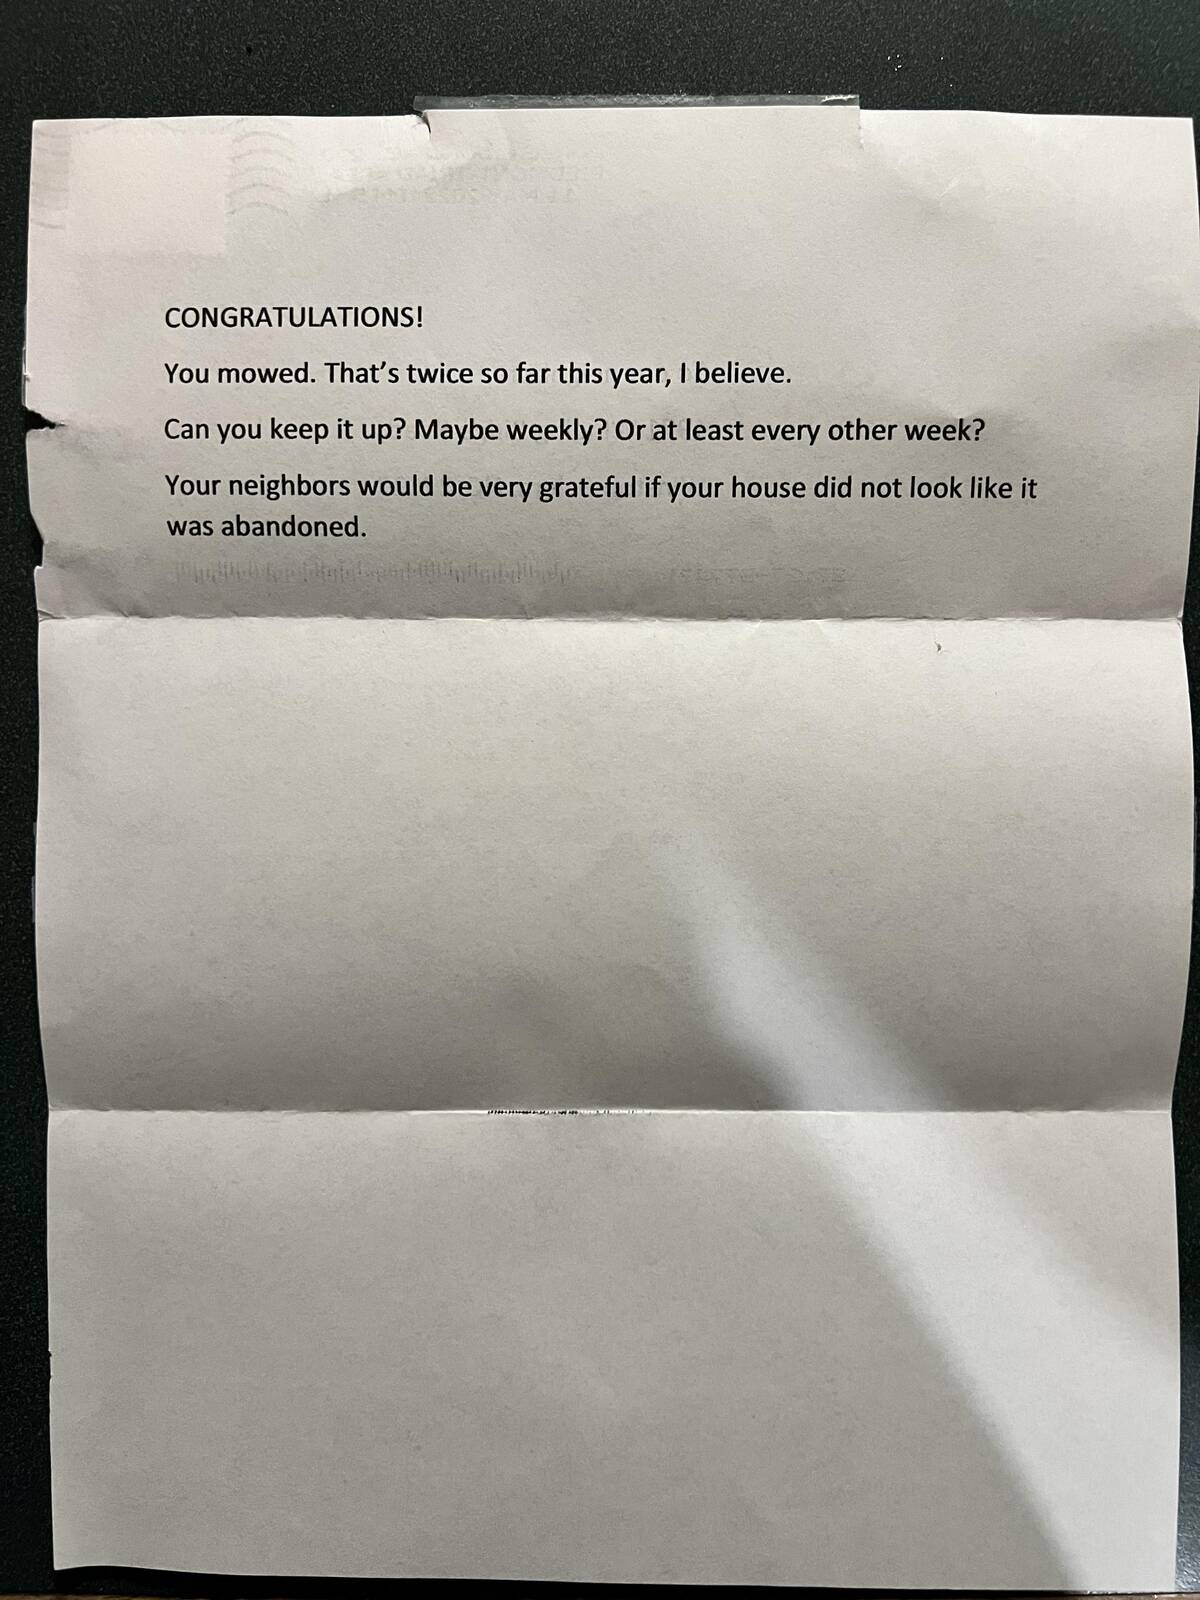 CONGRATULATIONS!
You mowed. That's twice so far this year, I believe.
Can you keep it up? Maybe weekly? Or at least every other week?
Your neighbors would be very grateful if your house did not look like it
was abandoned.